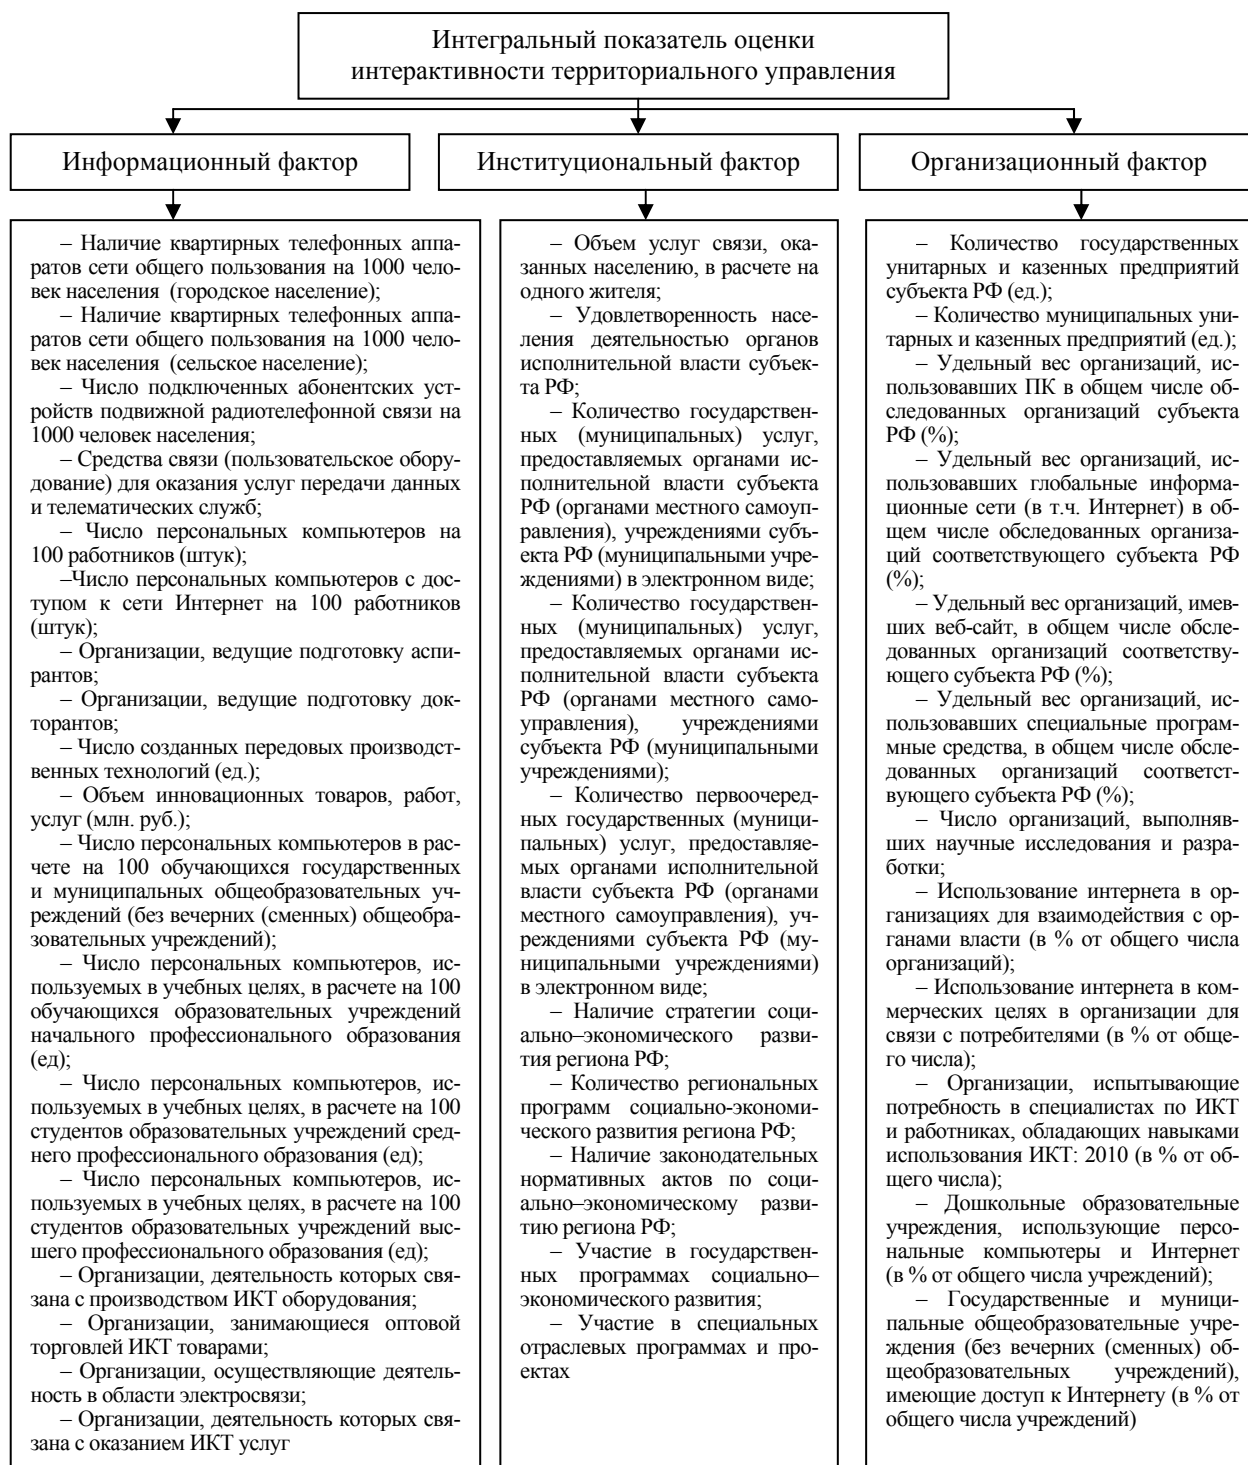 Интегральный показатель оценки
интерактивности территориального управления
Информационный фактор
Институциональный фактор
Организационный фактор
– Наличие квартирных телефонных аппа-
ратов сети общего пользования на 1000 чело-
век населения (городское население);
– Наличие квартирных телефонных аппа-
ратов сети общего пользования на 1000 чело-
век населения (сельское население);
– Число подключенных абонентских уст-
ройств подвижной радиотелефонной связи на
1000 человек населения;
– Средства связи (пользовательское обору-
дование) для оказания услуг передачи данных
и телематических служб;
– Число персональных компьютеров на
100 работников (штук);
–Число персональных компьютеров с дос-
тупом к сети Интернет на 100 работников
(штук);
– Организации, ведущие подготовку аспи-
рантов;
– Организации, ведущие подготовку док-
торантов;
– Число созданных передовых производст-
венных технологий (ед.);
– Объем инновационных товаров, работ,
услуг (млн. руб.);
– Число персональных компьютеров в рас-
чете на 100 обучающихся государственных
и муниципальных общеобразовательных уч-
реждений (без вечерних (сменных) общеобра-
зовательных учреждений);
– Число персональных компьютеров, ис-
пользуемых в учебных целях, в расчете на 100
обучающихся образовательных учреждений
начального профессионального образования
(ед);
– Число персональных компьютеров, ис-
пользуемых в учебных целях, в расчете на 100
студентов образовательных учреждений сред-
него профессионального образования (ед);
– Число персональных компьютеров, ис-
пользуемых в учебных целях, в расчете на 100
студентов образовательных учреждений выс-
шего профессионального образования (ед);
– Организации, деятельность которых свя-
зана с производством ИКТ оборудования;
– Организации, занимающиеся оптовой
торговлей ИКТ товарами;
– Организации, осуществляющие деятель-
ность в области электросвязи;
– Организации, деятельность которых свя-
зана с оказанием ИКТ услуг
– Объем услуг связи, ока-
занных населению, в расчете на
одного жителя;
– Удовлетворенность насе-
ления деятельностью органов
исполнительной власти субъек-
та РФ;
– Количество государствен-
ных (муниципальных) услуг,
предоставляемых органами ис-
полнительной власти субъекта
РФ (органами местного самоуп-
равления), учреждениями субъ-
екта РФ (муниципальными учре-
ждениями) в электронном виде;
– Количество государствен-
ных (муниципальных) услуг,
предоставляемых органами ис-
полнительной власти субъекта
РФ (органами местного само-
управления), учреждениями
субъекта РФ (муниципальными
учреждениями);
– Количество первоочеред-
ных государственных (муници-
пальных) услуг, предоставляе-
мых органами исполнительной
власти субъекта РФ (органами
местного самоуправления), уч-
реждениями субъекта РФ (му-
ниципальными учреждениями)
в электронном виде;
– Наличие стратегии соци-
ально–экономического разви-
тия региона РФ;
– Количество региональных
программ социально-экономи-
ческого развития региона РФ;
– Наличие законодательных
нормативных актов по соци-
ально–экономическому разви-
тию региона РФ;
– Участие в государствен-
ных программах социально–
экономического развития;
– Участие в специальных
отраслевых программах и про-
ектах
– Количество государственных
унитарных и казенных предприятий
субъекта РФ (ед.);
– Количество муниципальных уни-
тарных и казенных предприятий (ед.);
– Удельный вес организаций, ис-
пользовавших ПК в общем числе об-
следованных организаций субъекта
РФ (%);
– Удельный вес организаций, ис-
пользовавших глобальные информа-
ционные сети (в т.ч. Интернет) в об-
щем числе обследованных организа-
ций соответствующего субъекта РФ
(%);
– Удельный вес организаций, имев-
ших веб-сайт, в общем числе обсле-
дованных организаций соответствую-
щего субъекта РФ (%);
– Удельный вес организаций, ис-
пользовавших специальные програм-
мные средства, в общем числе обсле-
дованных организаций соответст-
вующего субъекта РФ (%);
– Число организаций, выполняв-
ших научные исследования и разра-
ботки;
– Использование интернета в ор-
ганизациях для взаимодействия с ор-
ганами власти (в % от общего числа
организаций);
– Использование интернета в ком-
мерческих целях в организации для
связи с потребителями (в % от обще-
го числа);
– Организации, испытывающие
потребность в специалистах по ИКТ
и работниках, обладающих навыками
использования ИКТ: 2010 (в % от об-
щего числа);
– Дошкольные образовательные
учреждения, использующие персо-
нальные компьютеры и Интернет
(в % от общего числа учреждений);
– Государственные и муници-
пальные общеобразовательные учре-
ждения (без вечерних (сменных) об-
щеобразовательных учреждений),
имеющие доступ к Интернету (в % от
общего числа учреждений)